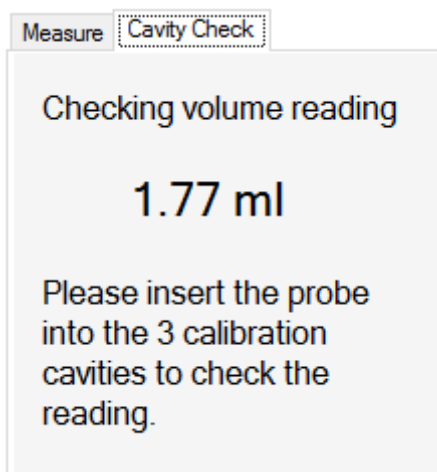 Measure Cavity Check
Checking volume reading
1.77 ml
Please insert the probe
into the 3 calibration
cavities to check the
reading.